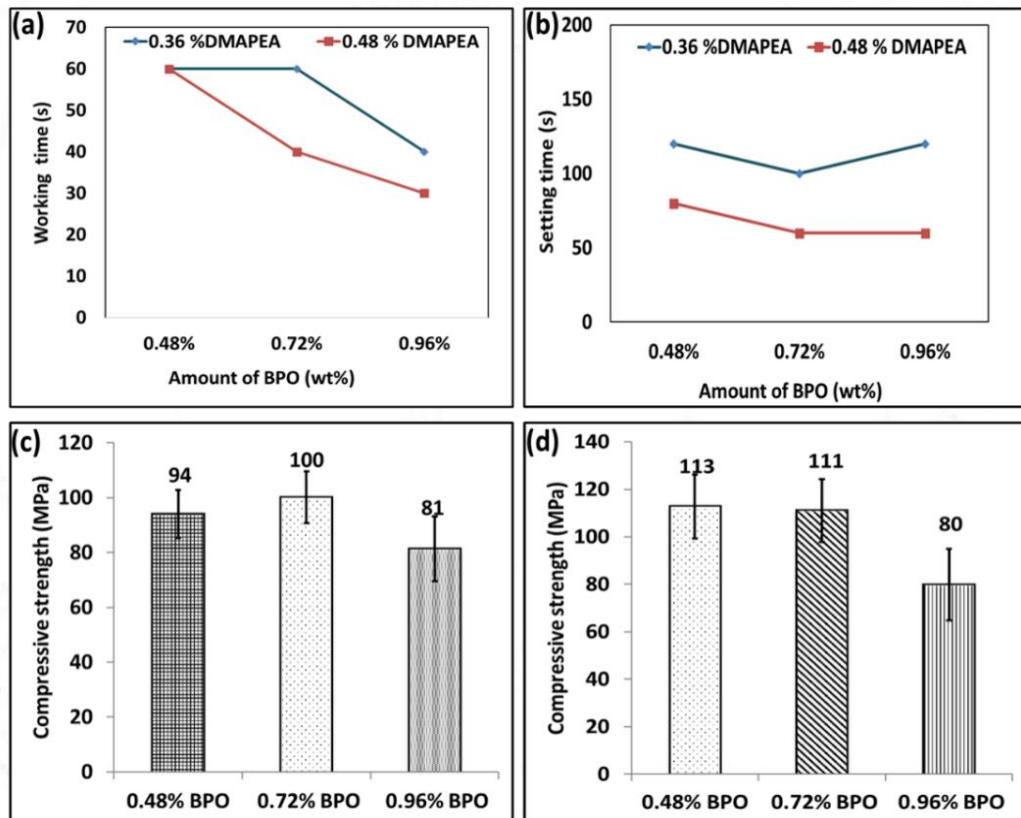 (a)
70
60
50
40
30
20
10
0
Working time (s)
0.36 %DMAPEA
0.48 % DMAPEA
0.48%
0.72%
0.96%
Amount of BPO (wt%)
(b)
200
150
100
50
0
Setting time (s)
0.36 %DMAPEA
0.48 % DMAPEA
0.48%
0.72%
0.96%
Amount of BPO (wt%)
(c)
120
100
80
60
40
20
0
Compressive strength (MPa)
94
100
81
0.48% BPO
0.72% BPO
0.96% BPO
(d)
140
120
100
80
60
40
20
0
Compressive strength (MPa)
113
111
80
0.48% BPO
0.72% BPO
0.96% BPO